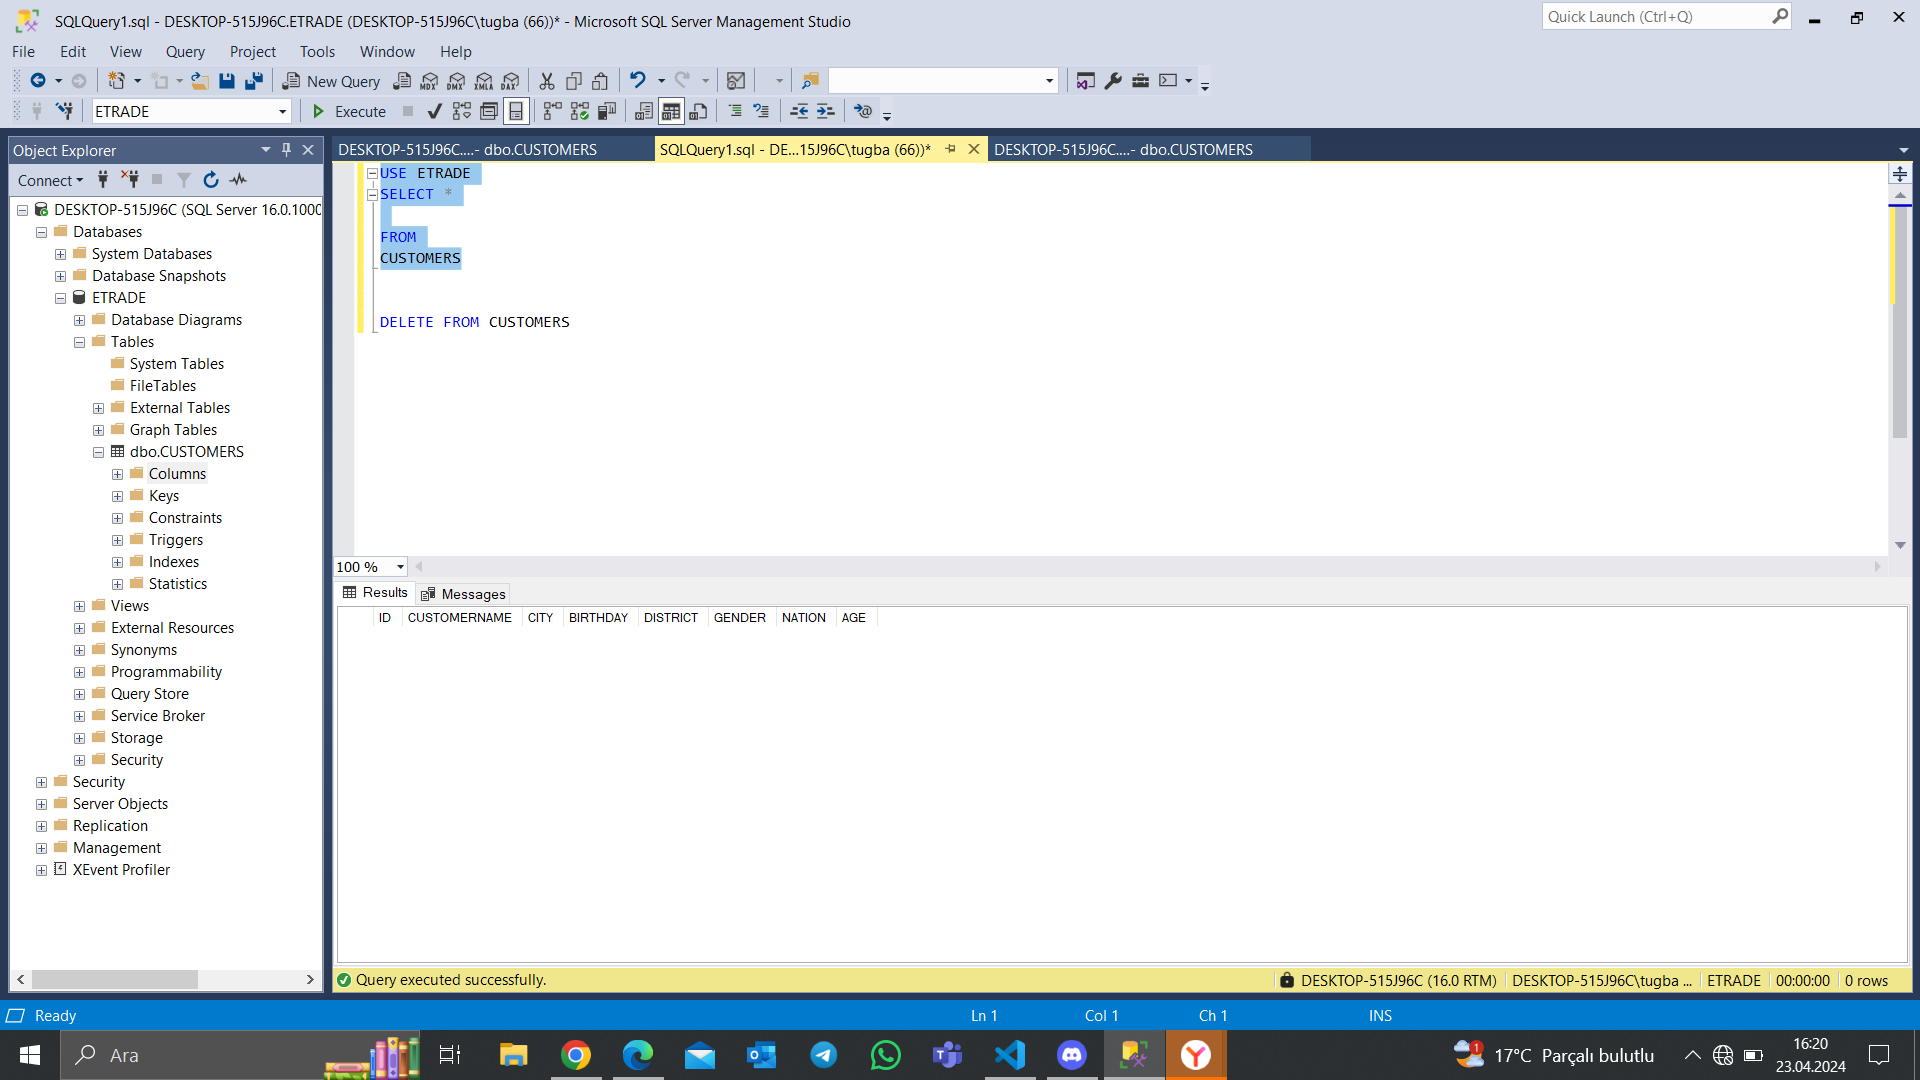 SQLQuery1.sql - DESKTOP-515J96C.ETRADE (DESKTOP-515J96C\tugba (66))* - Microsoft SQL Server Management Studio
Quick Launch (Ctrl+Q)
File Edit View Query Project Tools Window Help
New Query MDX DMX XMLA DAX
ETRADE Execute
Object Explorer
DESKTOP-515J96C....- dbo.CUSTOMERS SQLQuery1.sql - DE...15J96C\tugba (66))* DESKTOP-515J96C....- dbo.CUSTOMERS
Connect
DESKTOP-515J96C (SQL Server 16.0.1000
Databases
System Databases
Database Snapshots
ETRADE
Database Diagrams
Tables
System Tables
FileTables
External Tables
Graph Tables
dbo.CUSTOMERS
Columns
Keys
Constraints
Triggers
Indexes
Statistics
Views
External Resources
Synonyms
Programmability
Query Store
Service Broker
Storage
Security
Security
Server Objects
Replication
Management
XEvent Profiler
USE ETRADE
SELECT *
FROM
CUSTOMERS
DELETE FROM CUSTOMERS
100 %
Results Messages
ID CUSTOMERNAME CITY BIRTHDAY DISTRICT GENDER NATION AGE
Query executed successfully. DESKTOP-515J96C (16.0 RTM) DESKTOP-515J96C\tugba ... ETRADE 00:00:00 0 rows
Ready Ln 1 Col 1 Ch 1 INS
Ara 1 17°C Parçalı bulutlu 16:20
23.04.2024